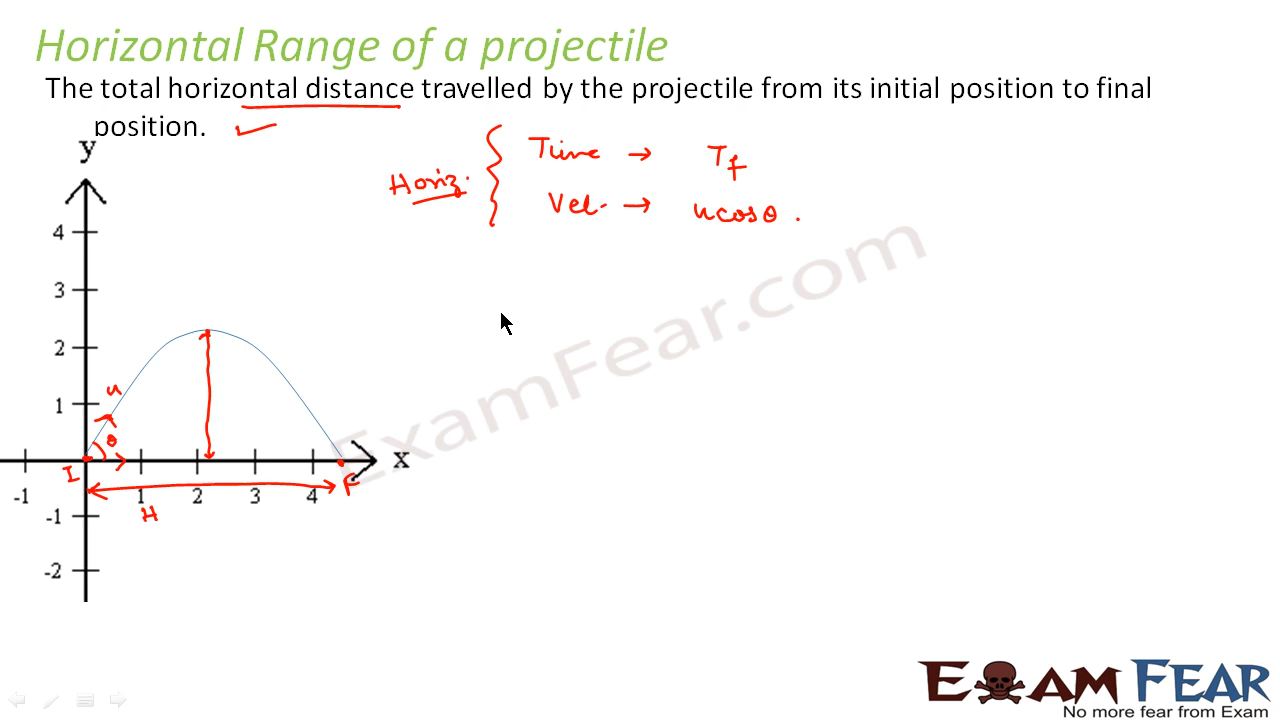 Horizontal Range of a projectile
The total horizontal distance travelled by the projectile from its initial position to final
position.
Horiz.
Time → Tf
Vel. → ucosθ.
y
4
3
2
1
u
θ
I
x
-1 1 2 3 4
F
H
-1
-2
ExamFear.com
EXAM FEAR
No more fear from Exam